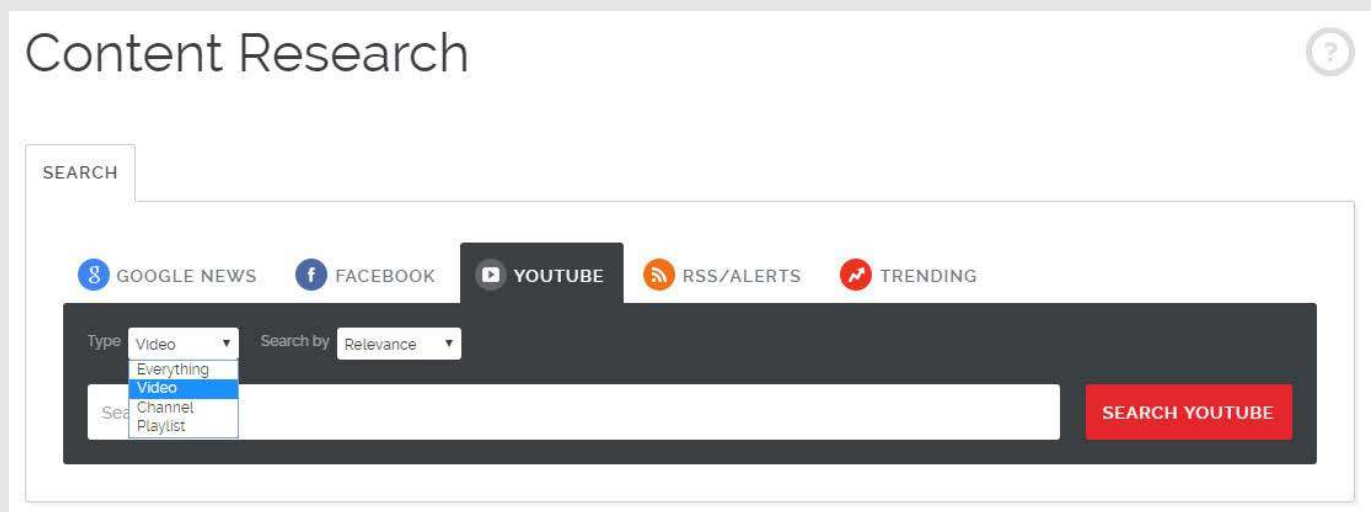 Content Research
?
SEARCH
8 GOOGLE NEWS f FACEBOOK YOUTUBE RSS/ALERTS TRENDING
Type Video Search by Relevance
Everything
Video
Channel
Playlist
SEARCH YOUTUBE